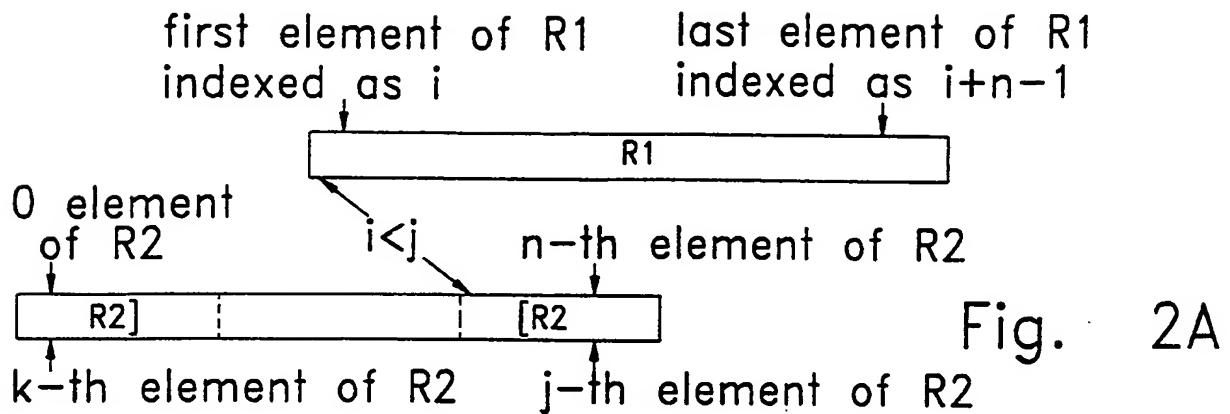 first element of R1
indexed as i
last element of R1
indexed as i+n-1
R1
0 element
of R2
i<j
n-th element of R2
R2]
[R2
k-th element of R2
j-th element of R2
Fig. 2A